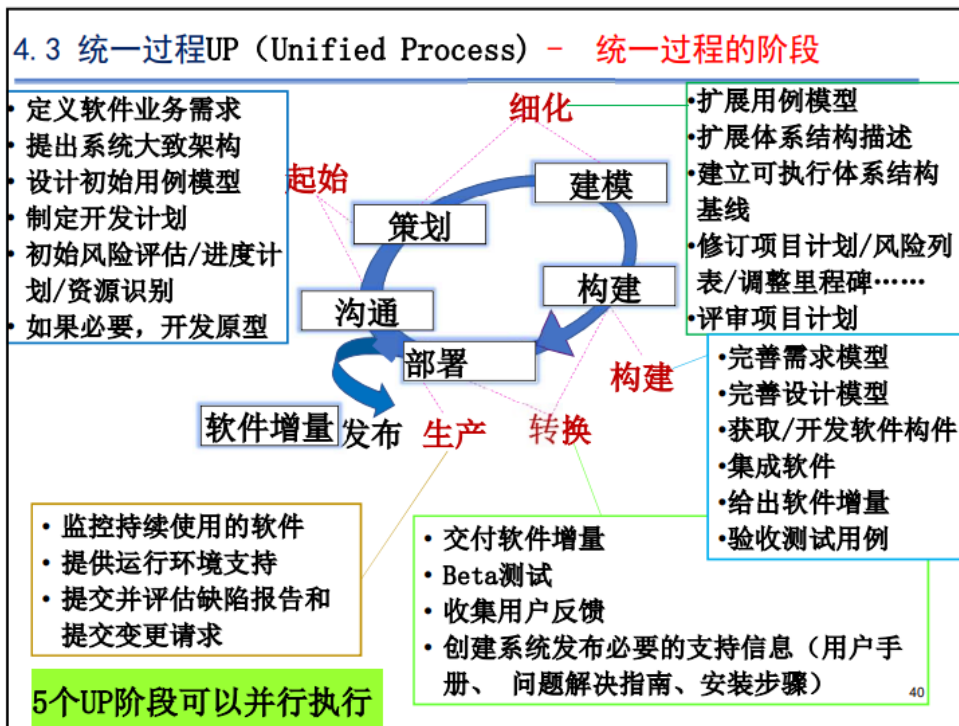 4.3 统一过程UP（Unified Process）- 统一过程的阶段
• 定义软件业务需求
• 提出系统大致架构
• 设计初始用例模型
• 制定开发计划
• 初始风险评估/进度计
划/资源识别
• 如果必要，开发原型
细化
起始
建模
策划
构建
沟通
部署
构建
软件增量 发布
生产
转换
•扩展用例模型
•扩展体系结构描述
•建立可执行体系结构
基线
•修订项目计划/风险列
表/调整里程碑……
•评审项目计划
•完善需求模型
•完善设计模型
•获取/开发软件构件
•集成软件
•给出软件增量
•验收测试用例
• 监控持续使用的软件
• 提供运行环境支持
• 提交并评估缺陷报告和
提交变更请求
• 交付软件增量
• Beta测试
• 收集用户反馈
• 创建系统发布必要的支持信息（用户手
册、 问题解决指南、安装步骤）
5个UP阶段可以并行执行
40